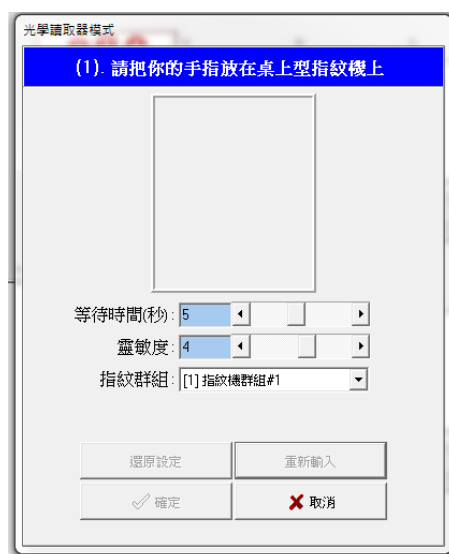 光學讀取器模式
(1). 請把你的手指放在桌上型指紋機上
等待時間(秓): 5
靈敏度: 4
指紋群組: [1] 指紋機群組#1
還原設定 重新輸入
確定 取消